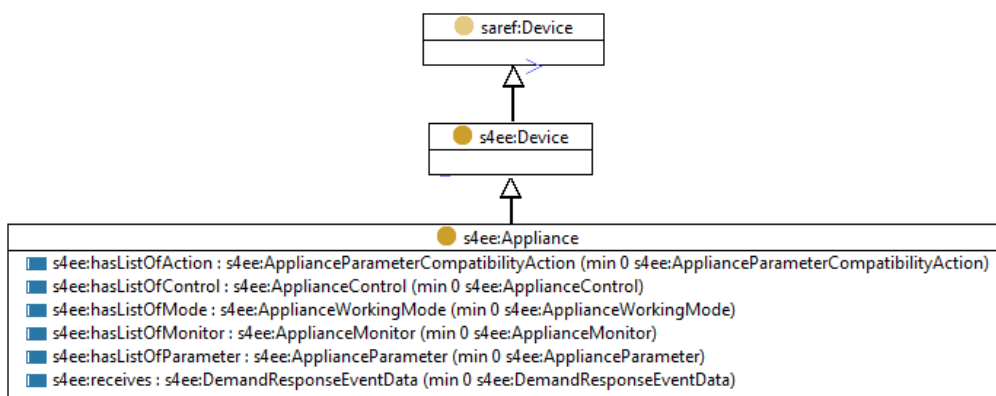 saref:Device
s4ee:Device
s4ee:Appliance
s4ee:hasListOfAction : s4ee:ApplianceParameterCompatibilityAction (min 0 s4ee:ApplianceParameterCompatibilityAction)
s4ee:hasListOfControl : s4ee:ApplianceControl (min 0 s4ee:ApplianceControl)
s4ee:hasListOfMode : s4ee:ApplianceWorkingMode (min 0 s4ee:ApplianceWorkingMode)
s4ee:hasListOfMonitor : s4ee:ApplianceMonitor (min 0 s4ee:ApplianceMonitor)
s4ee:hasListOfParameter : s4ee:ApplianceParameter (min 0 s4ee:ApplianceParameter)
s4ee:receives : s4ee:DemandResponseEventData (min 0 s4ee:DemandResponseEventData)